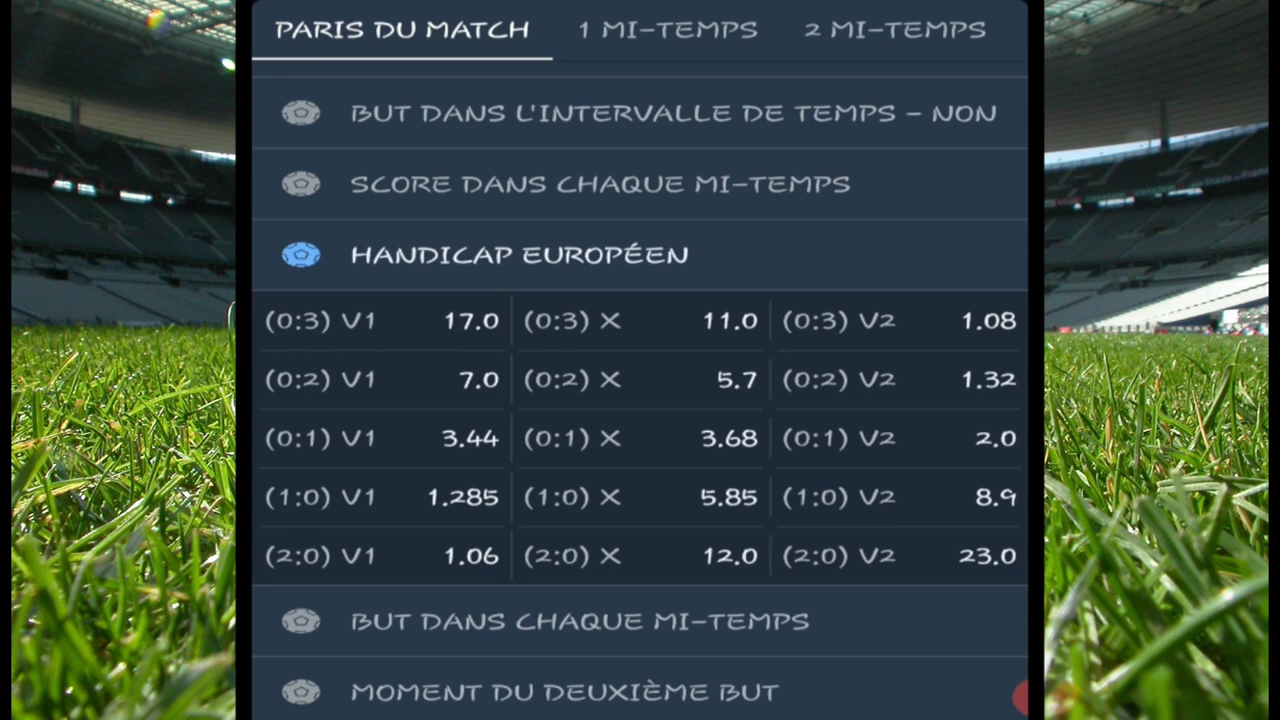 PARIS DU MATCH 1 MI-TEMPS 2 MI-TEMPS
BUT DANS L'INTERVALLE DE TEMPS - NON
SCORE DANS CHAQUE MI-TEMPS
HANDICAP EUROPÉEN
(0:3) V1 17.0 (0:3) X 11.0 (0:3) V2 1.08
(0:2) V1 7.0 (0:2) X 5.7 (0:2) V2 1.32
(0:1) V1 3.44 (0:1) X 3.68 (0:1) V2 2.0
(1:0) V1 1.285 (1:0) X 5.85 (1:0) V2 8.9
(2:0) V1 1.06 (2:0) X 12.0 (2:0) V2 23.0
BUT DANS CHAQUE MI-TEMPS
MOMENT DU DEUXIÈME BUT